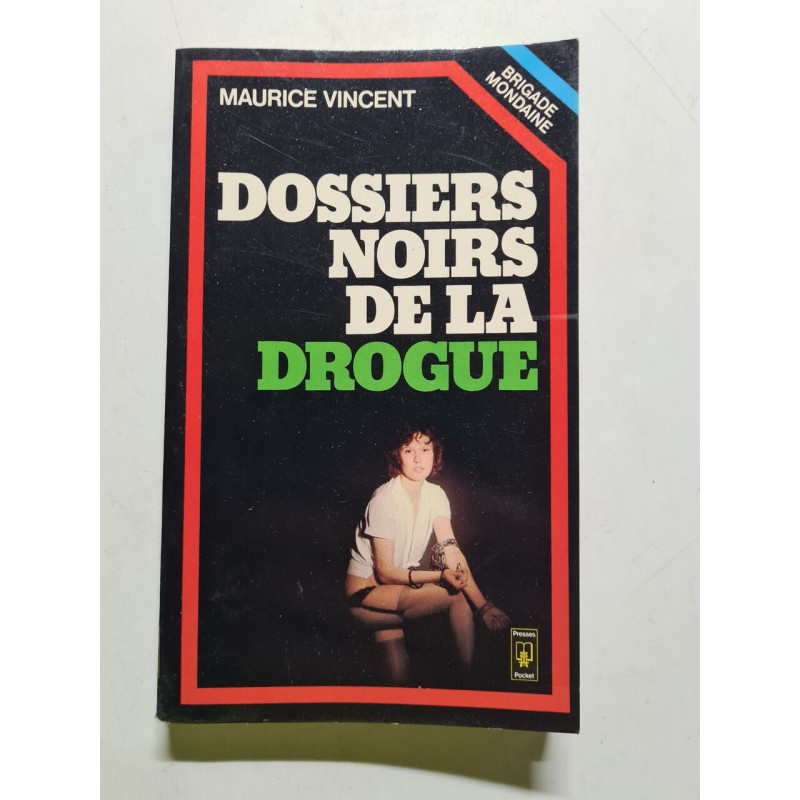 MAURICE VINCENT
BRIGADE
MONDAINE
DOSSIERS
NOIRS
DE LA
DROGUE
Presses
Pocket